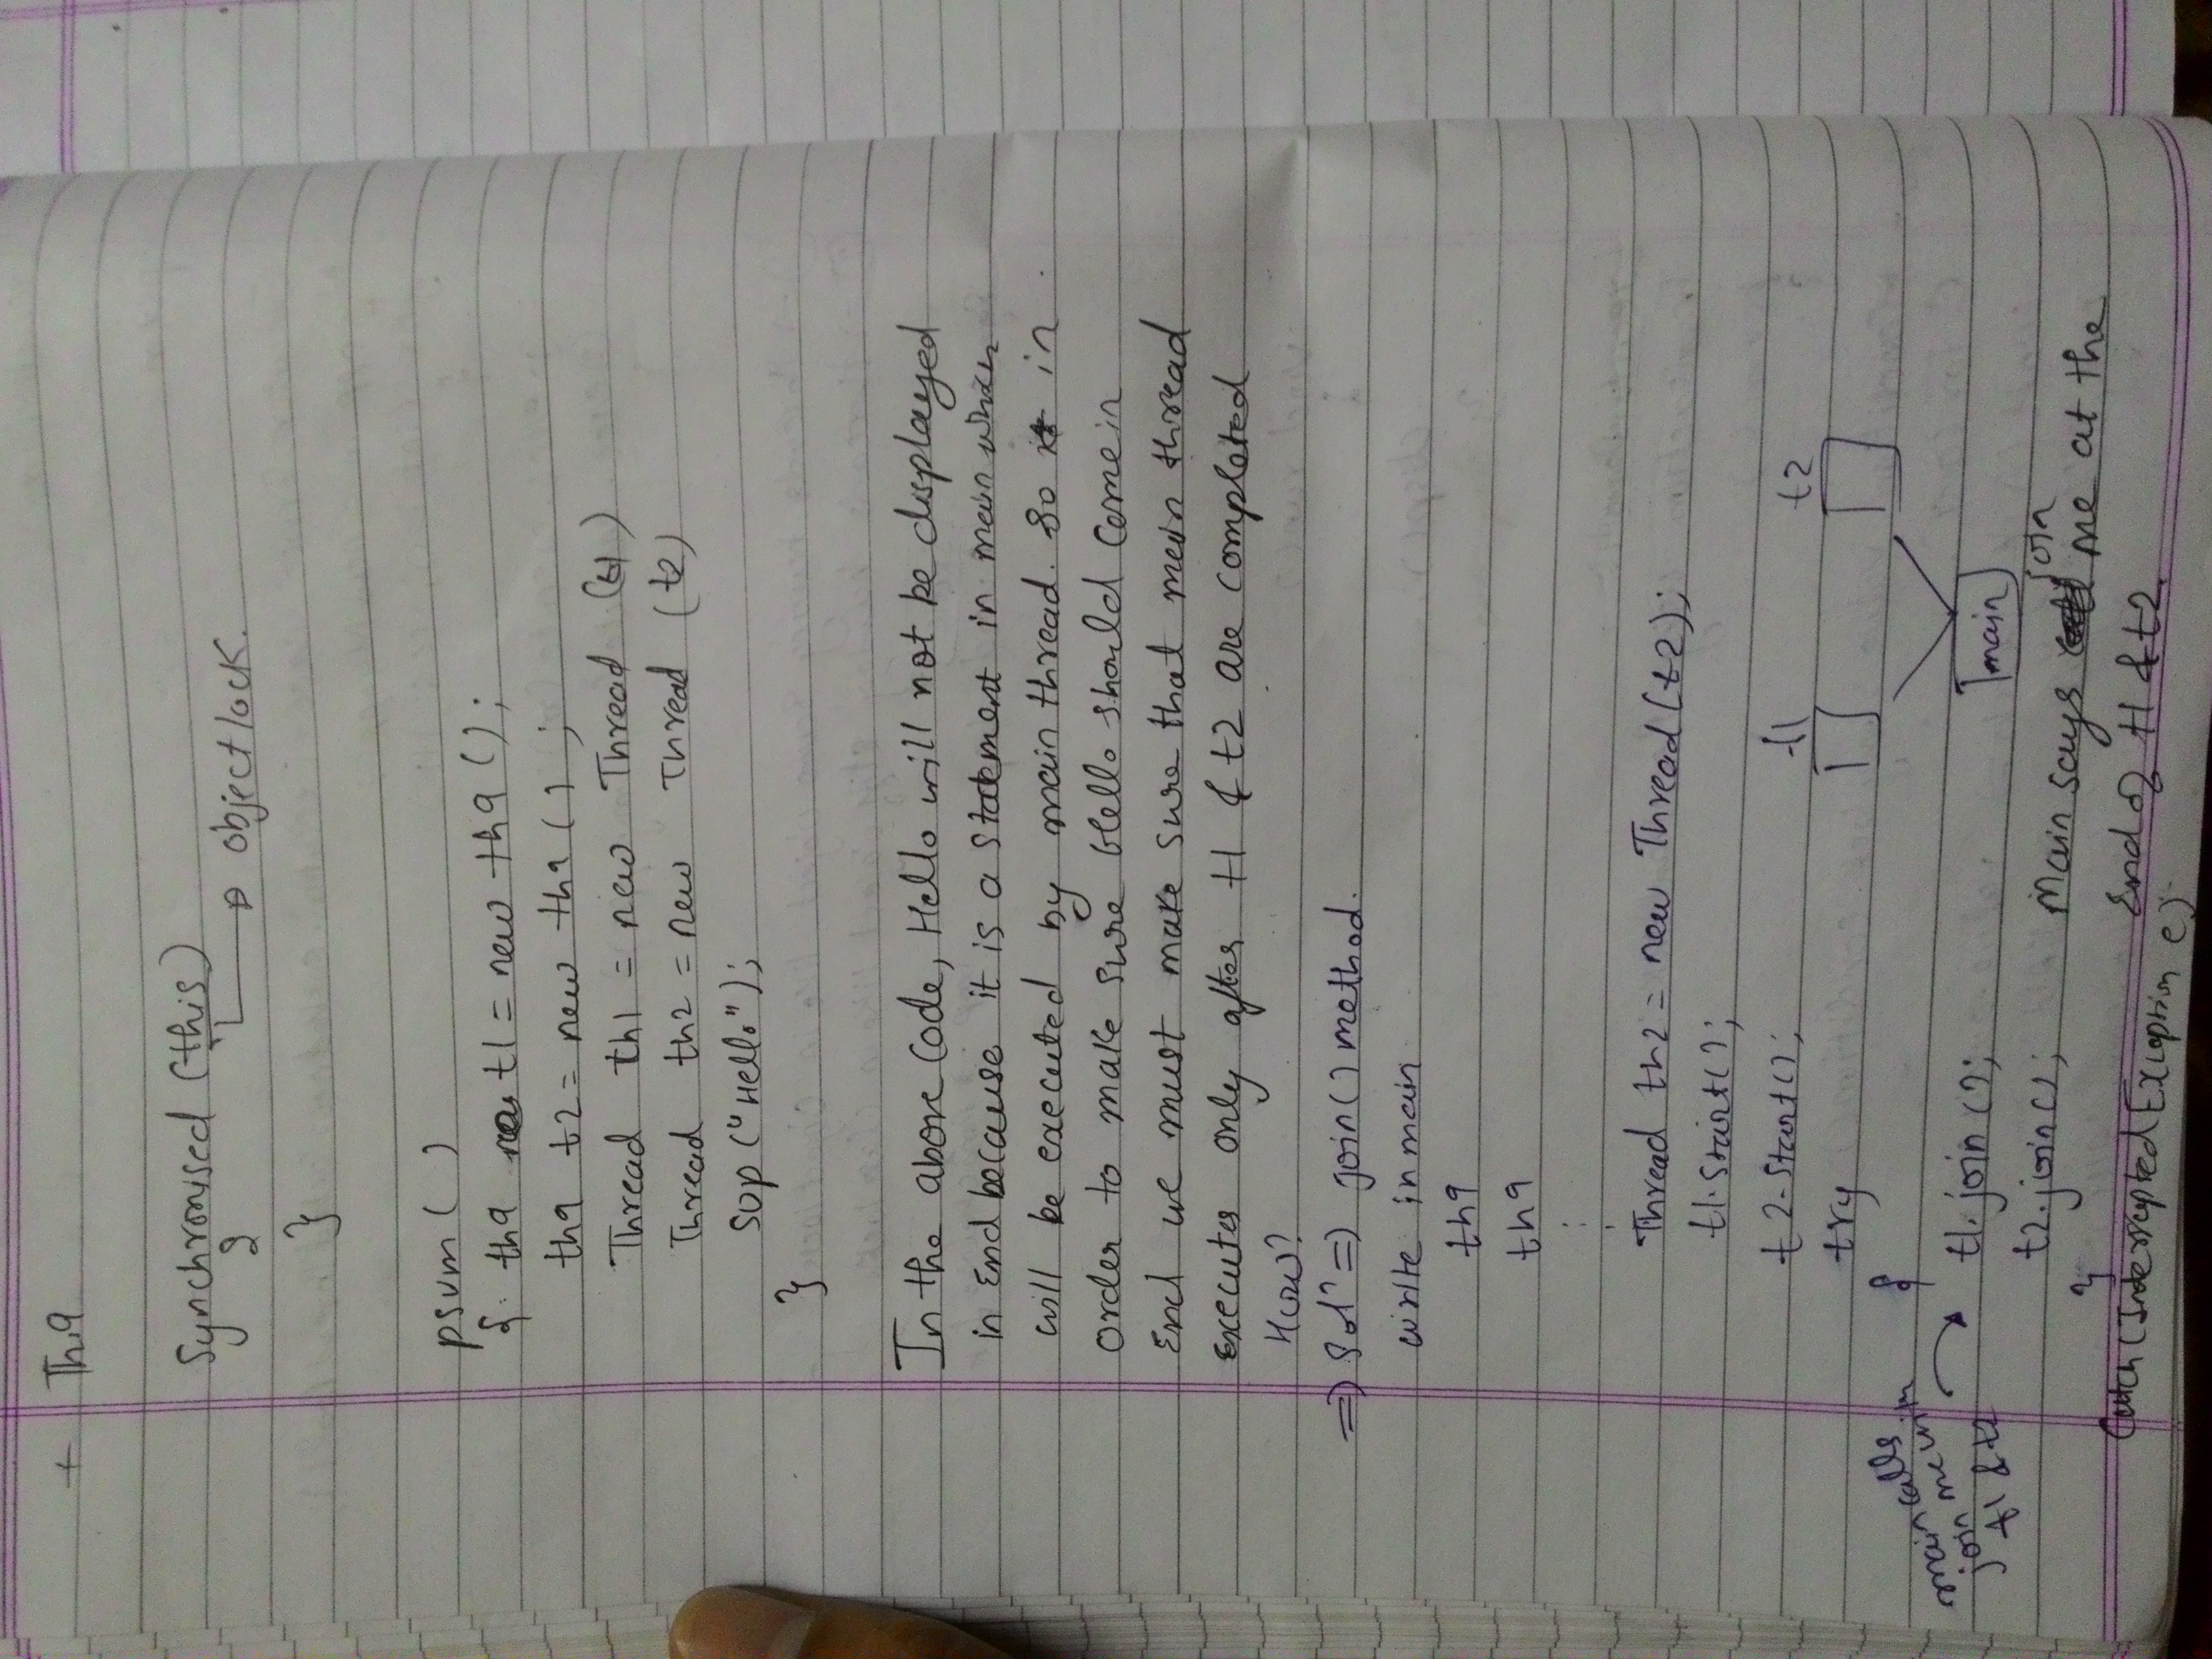 + Th9
Synchronised (this)
{ → object lock.
}
psvm ( )
{ th9 t1 = new th9 ();
th9 t2 = new th9 ( ) ;
Thread th1 = new Thread (t1)
Thread th2 = new Thread (t2)
Sop ("Hello");
}
In the above Code, Hello will not be displayed
in End because it is a Statement in main which
will be executed by main thread. So in
order to make sure Hello should Come in
End we must make sure that main thread
executes only after t1 & t2 are completed
How?
⇒ Solⁿ ⇒ join() method.
write in main
th9
th9
:
:
Thread th2 = new Thread (t2);
t1.Start();
t2.Start();
try
{
t1.join ();
t2.join();
}
Catch (Interrupted Exception e)
main calls
join me with
t1 & t2
t1 t2
main
Main says join me at the
End of t1 & t2.